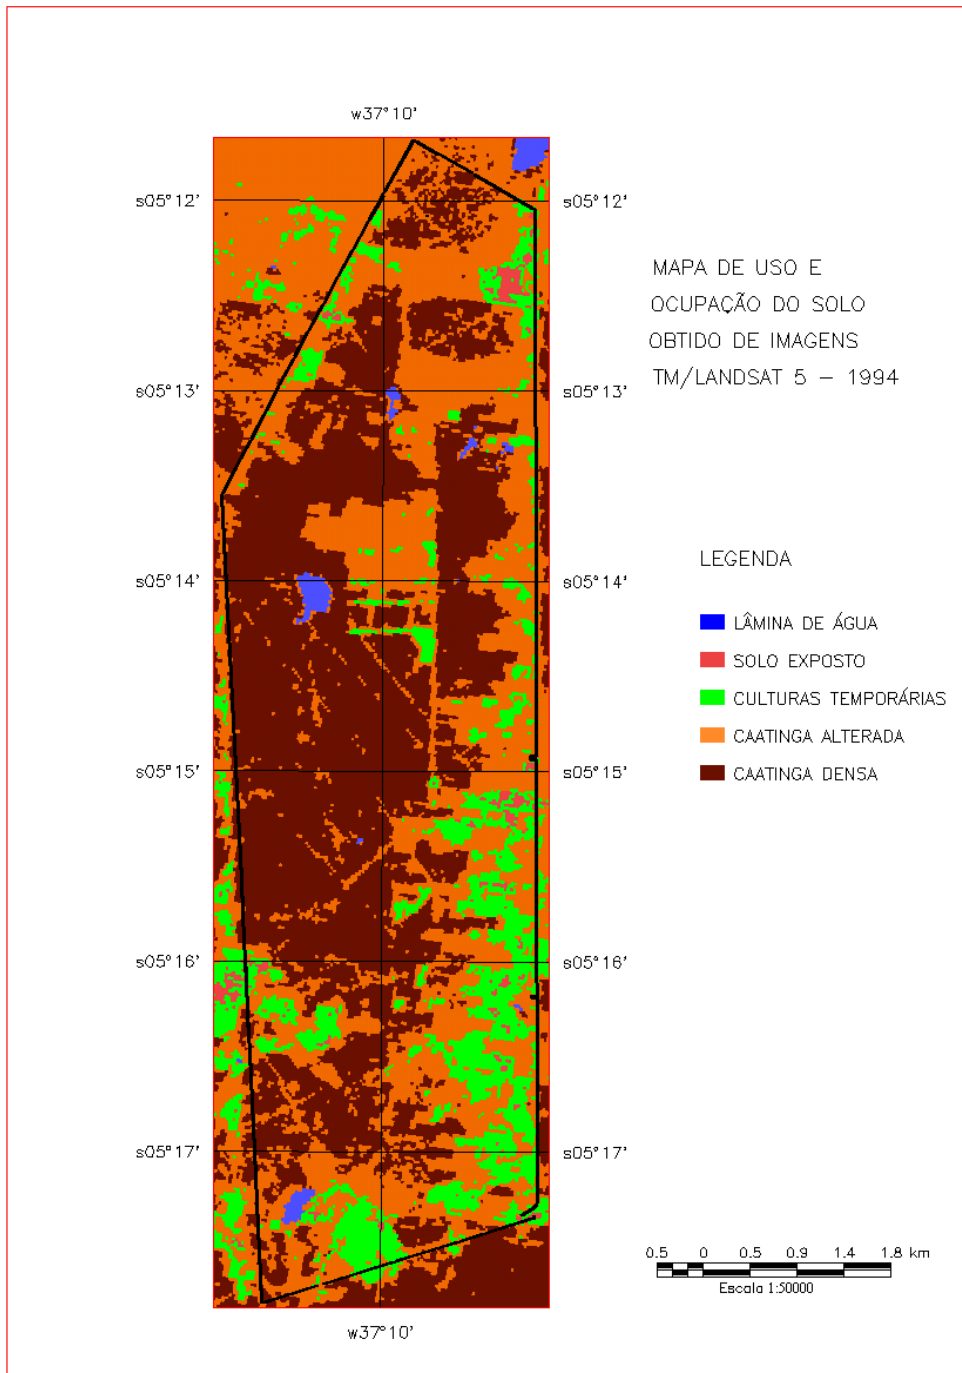 w37°10'
s05°12'
s05°12'
MAPA DE USO E
OCUPAÇÃO DO SOLO
OBTIDO DE IMAGENS
TM/LANDSAT 5 – 1994
s05°13'
s05°13'
LEGENDA
s05°14'
s05°14'
LÂMINA DE ÁGUA
SOLO EXPOSTO
CULTURAS TEMPORÁRIAS
CAATINGA ALTERADA
CAATINGA DENSA
s05°15'
s05°15'
s05°16'
s05°16'
s05°17'
s05°17'
0.5 0 0.5 0.9 1.4 1.8 km
Escala 1:50000
w37°10'